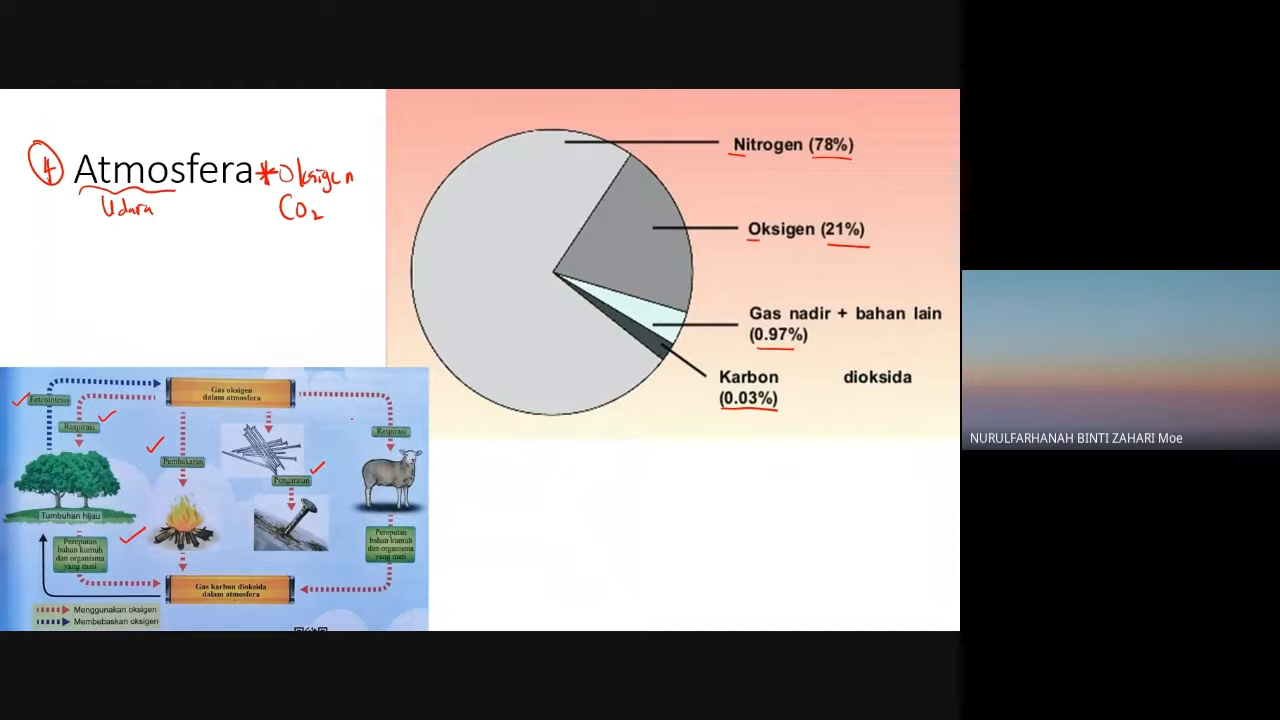 4 Atmosfera *Oksigen
Udara CO₂
Nitrogen (78%)
Oksigen (21%)
Gas nadir + bahan lain
(0.97%)
Karbon dioksida
(0.03%)
Gas oksigen
dalam atmosfera
Fotosintesis
Respirasi
Respirasi
Pembakaran
Pengaratan
Tumbuhan hijau
Pereputan
bahan kumuh
dan organisma
yang mati
Pereputan
bahan kumuh
dan organisma
yang mati
Gas karbon dioksida
dalam atmosfera
Menggunakan oksigen
Membebaskan oksigen
NURULFARHANAH BINTI ZAHARI Moe